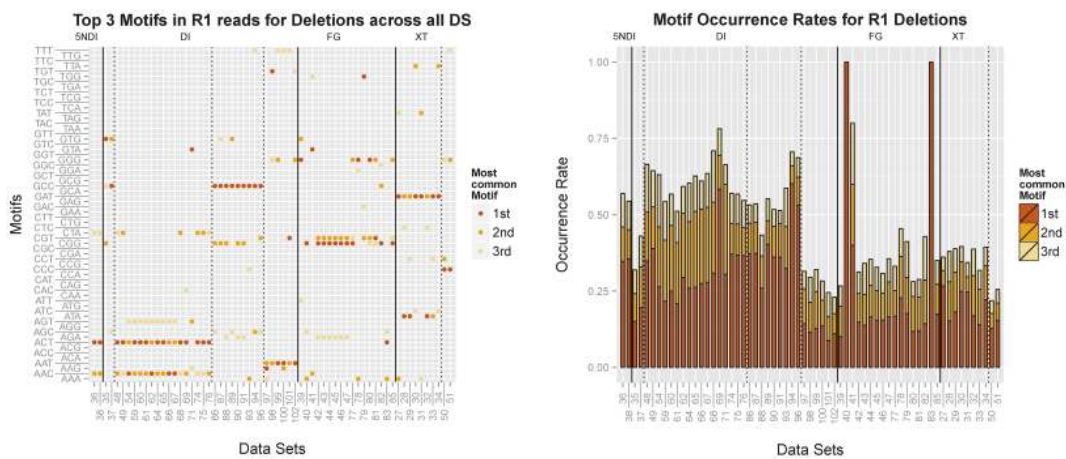 Top 3 Motifs in R1 reads for Deletions across all DS
5NDI DI FG XT
TTT
TTG
TTC
TTA
TGT
TGG
TGC
TGA
TCT
TCG
TCC
TCA
TAT
TAG
TAC
TAA
GTT
GTG
GTC
GTA
GGT
GGG
GGC
GGA
GCT
GCG
GCC
GCA
GAT
GAG
GAC
GAA
CTT
CTG
CTC
CTA
CGT
CGG
CGC
CGA
CCT
CCG
CCC
CCA
CAT
CAG
CAC
CAA
ATT
ATG
ATC
ATA
AGT
AGG
AGC
AGA
ACT
ACG
ACC
ACA
AAT
AAG
AAC
AAA
Motifs
Data Sets
Most
common
Motif
1st
2nd
3rd
Motif Occurrence Rates for R1 Deletions
5NDI DI FG XT
1.00
0.75
0.50
0.25
0.00
Occurrence Rate
Data Sets
Most
common
Motif
1st
2nd
3rd